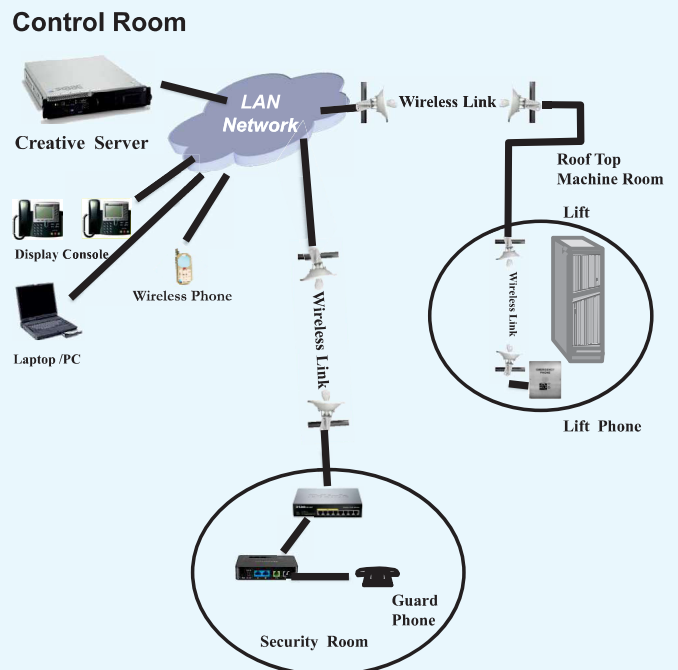 Control Room
LAN
Network
Wireless Link
Creative Server
Roof Top
Machine Room
Lift
Display Console
Wireless Phone
Wireless Link
Wireless Link
Laptop /PC
Lift Phone
Guard
Phone
Security Room